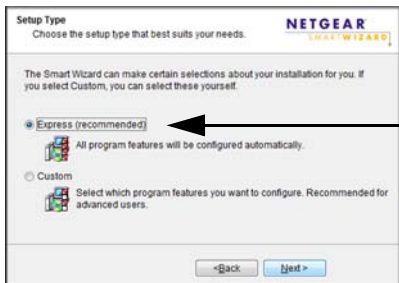 Setup Type
Choose the setup type that best suits your needs.
NETGEAR
SMARTWIZARD
The Smart Wizard can make certain selections about your installation for you. If
you select Custom, you can select these yourself.
Express (recommended)
All program features will be configured automatically.
Custom
Select which program features you want to configure. Recommended for
advanced users.
<Back
Next >